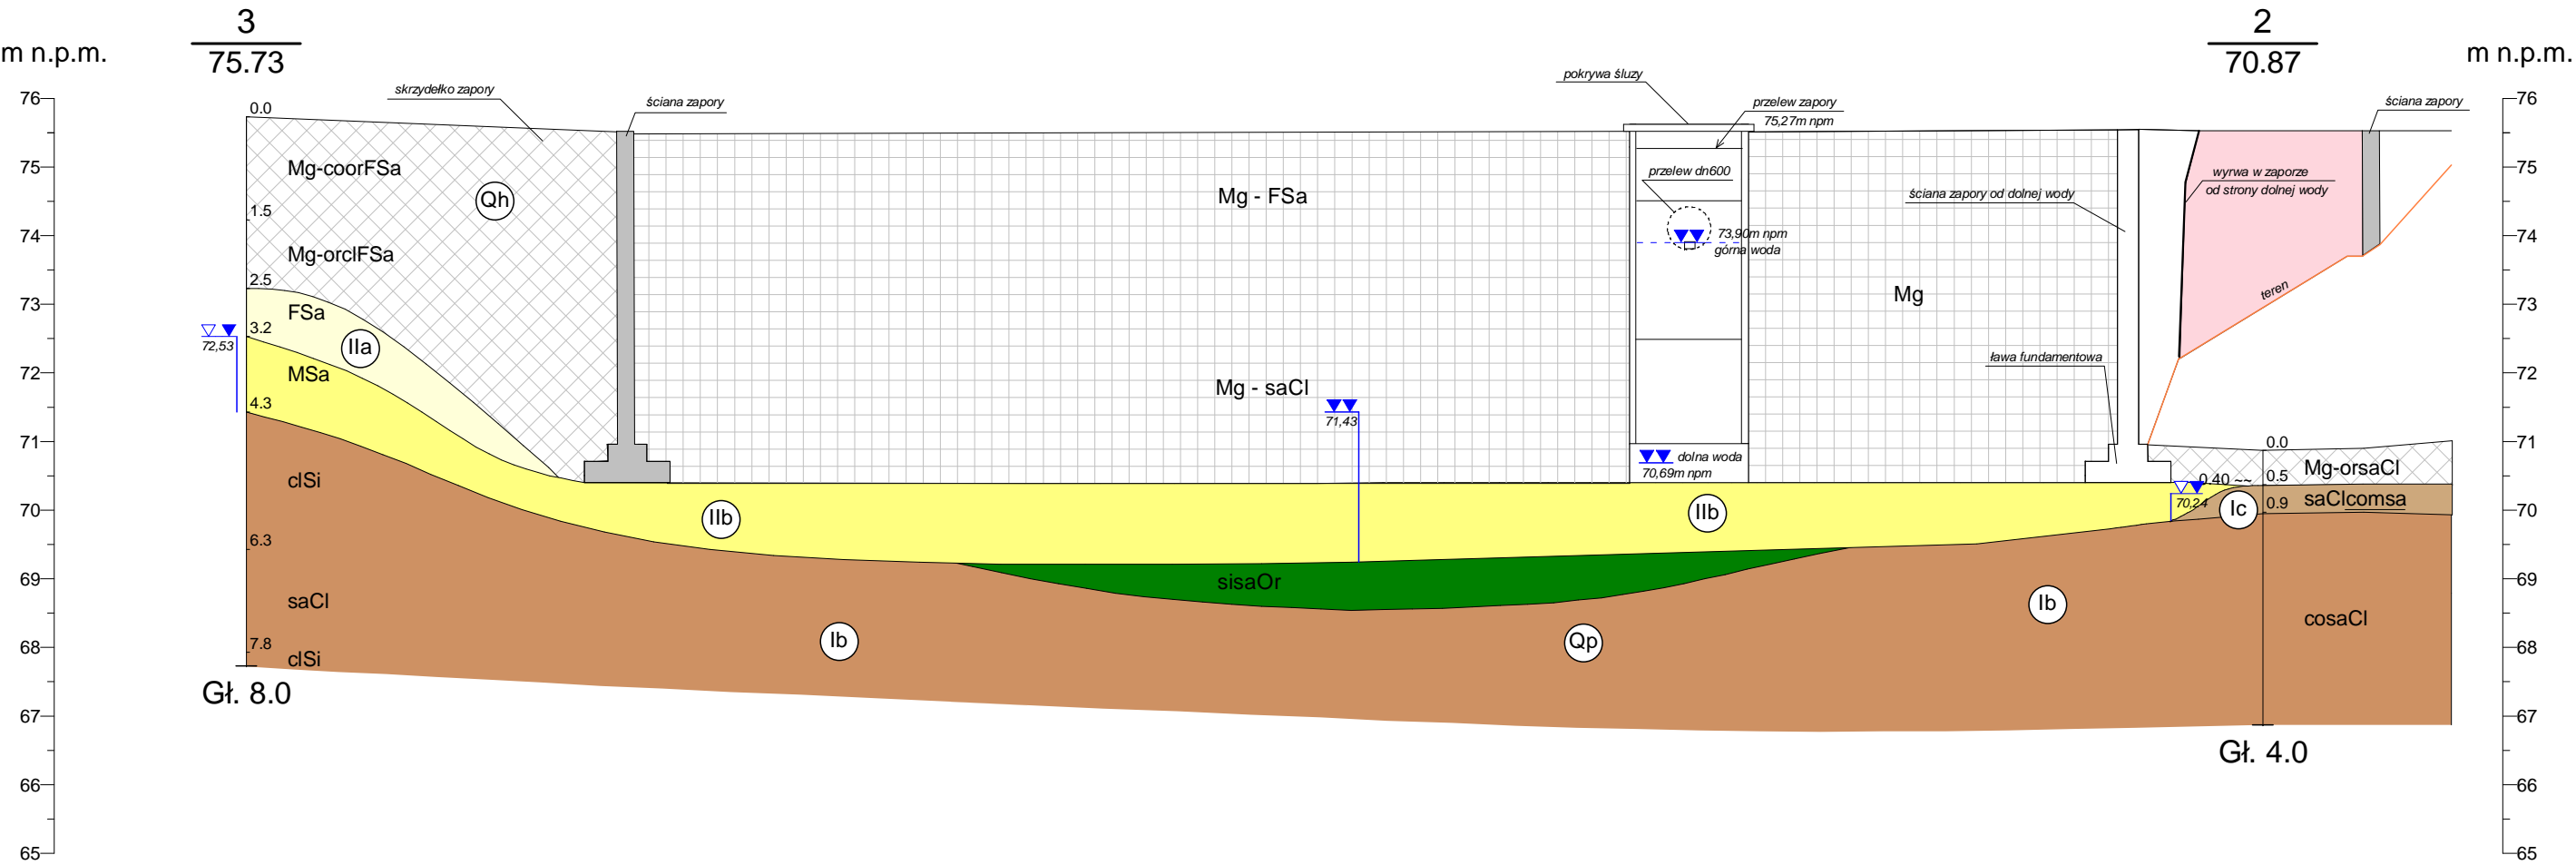 3
75.73
2
70.87
m n.p.m.
m n.p.m.
skrzydełko zapory
ściana zapory
pokrywa śluzy
przelew zapory
75,27m npm
ściana zapory
76
75
74
73
72
71
70
69
68
67
66
65
0.0
Mg-coorFSa
Qh
1.5
Mg-orclFSa
2.5
FSa
3.2
IIa
72,53
MSa
4.3
clSi
6.3
saCl
7.8
clSi
Gł. 8.0
Mg - FSa
Mg - saCl
71,43
IIb
sisaOr
Ib
Qp
przelew dn600
73,90m npm
górna woda
dolna woda
70,69m npm
IIb
Mg
ściana zapory od dolnej wody
ława fundamentowa
wyrwa w zaporze
od strony dolnej wody
teren
Ib
0.40 ~~
70,24
Ic
0.0
Mg-orsaCl
0.5
saClcomsa
0.9
cosaCl
Gł. 4.0
76
75
74
73
72
71
70
69
68
67
66
65